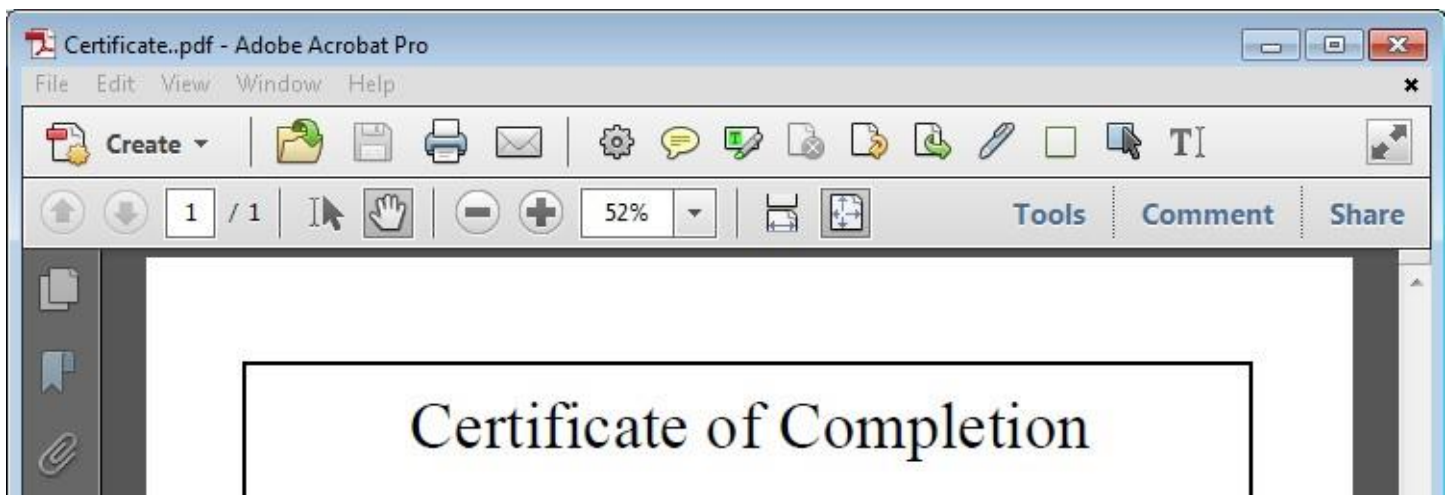 Certificate..pdf - Adobe Acrobat Pro
File Edit View Window Help
Create
1 / 1 52% Tools Comment Share
Certificate of Completion